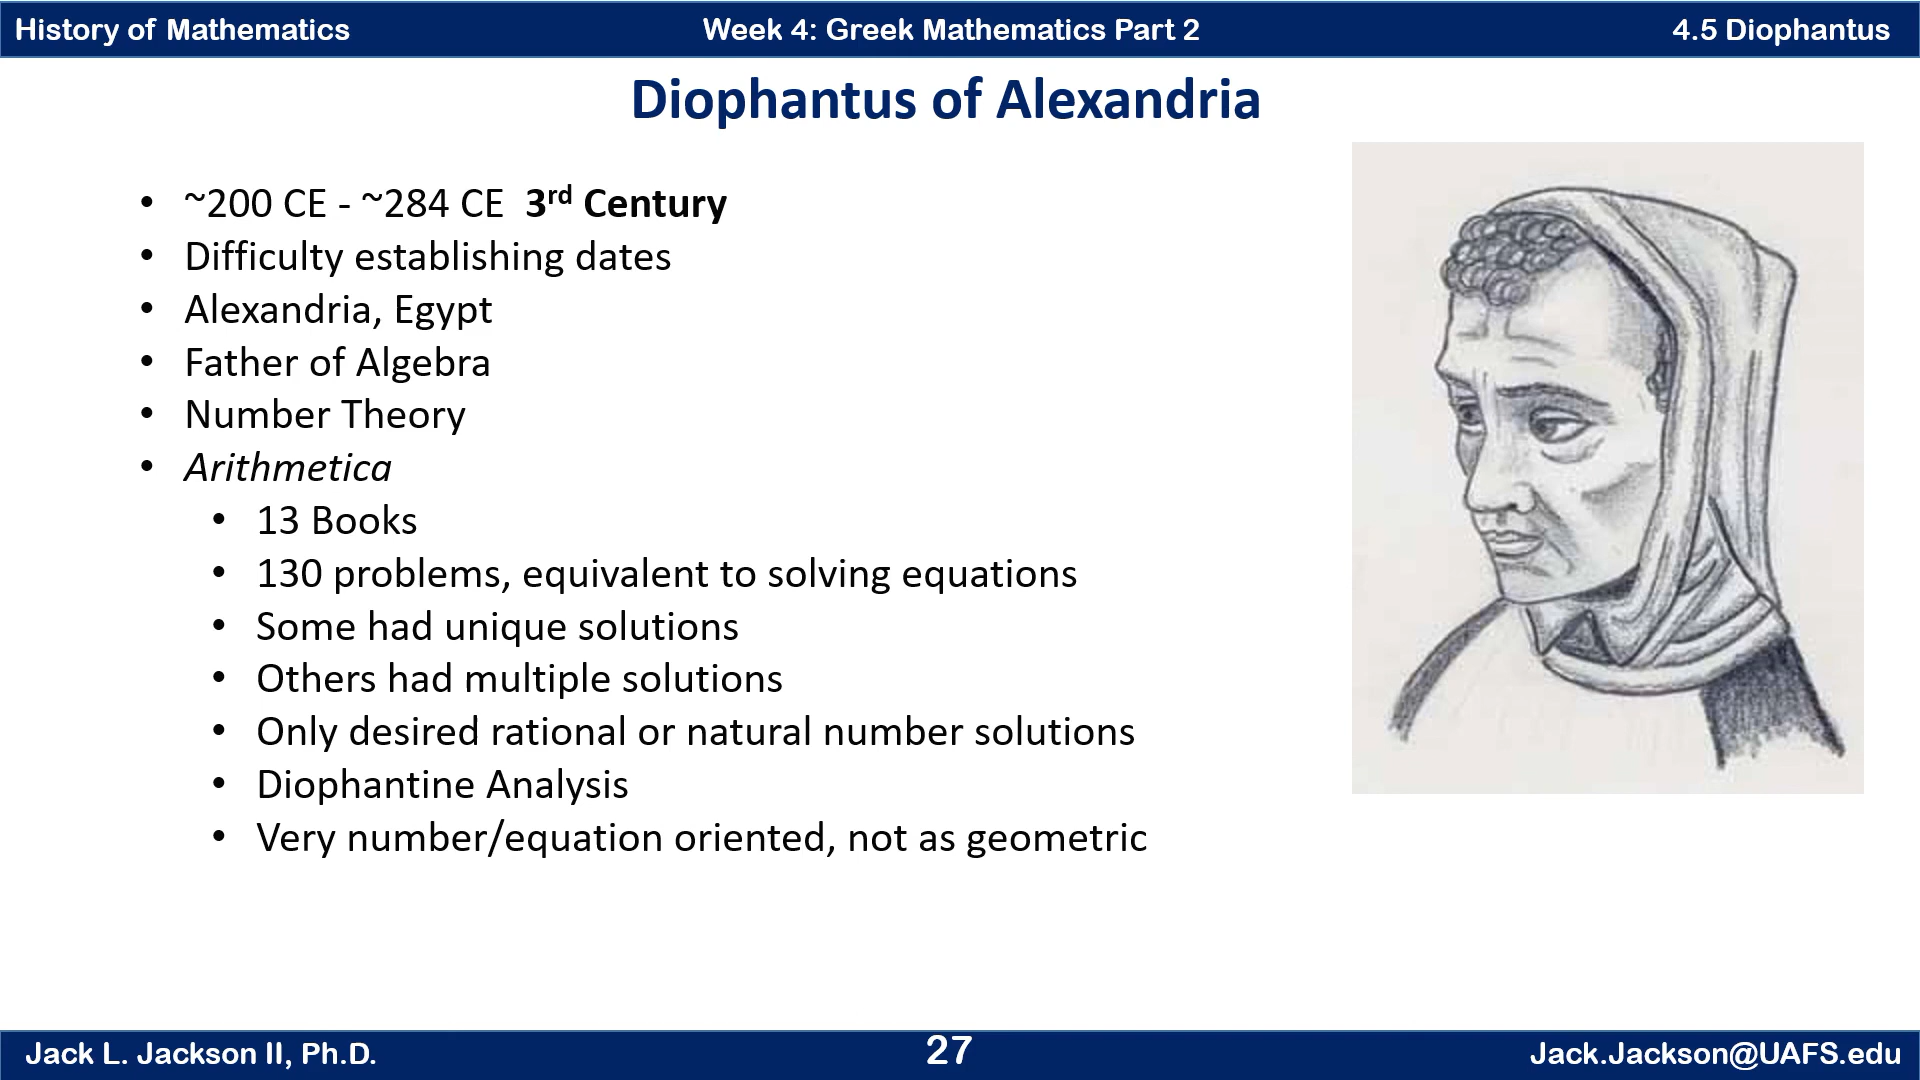 History of Mathematics Week 4: Greek Mathematics Part 2 4.5 Diophantus
Diophantus of Alexandria
• ~200 CE - ~284 CE 3rd Century
• Difficulty establishing dates
• Alexandria, Egypt
• Father of Algebra
• Number Theory
• Arithmetica
• 13 Books
• 130 problems, equivalent to solving equations
• Some had unique solutions
• Others had multiple solutions
• Only desired rational or natural number solutions
• Diophantine Analysis
• Very number/equation oriented, not as geometric
Jack L. Jackson II, Ph.D. 27 Jack.Jackson@UAFS.edu